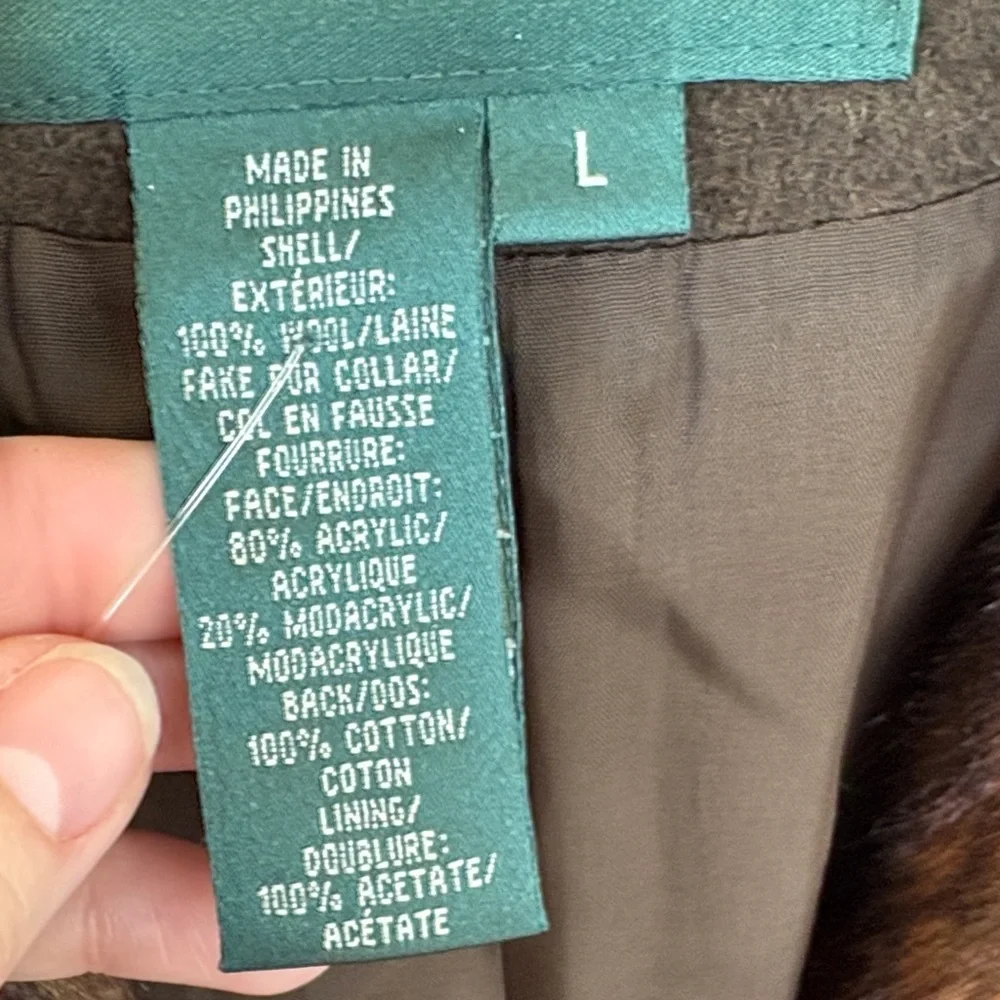 MADE IN
PHILIPPINES
SHELL/
EXTÉRIEUR:
100% WOOL/LAINE
FAKE FUR COLLAR/
COL EN FAUSSE
FOURRURE:
FACE/ENDROIT:
80% ACRYLIC/
ACRYLIQUE
20% MODACRYLIC/
MODACRYLIQUE
BACK/DOS:
100% COTTON/
COTON
LINING/
DOUBLURE:
100% ACETATE/
ACÉTATE
L